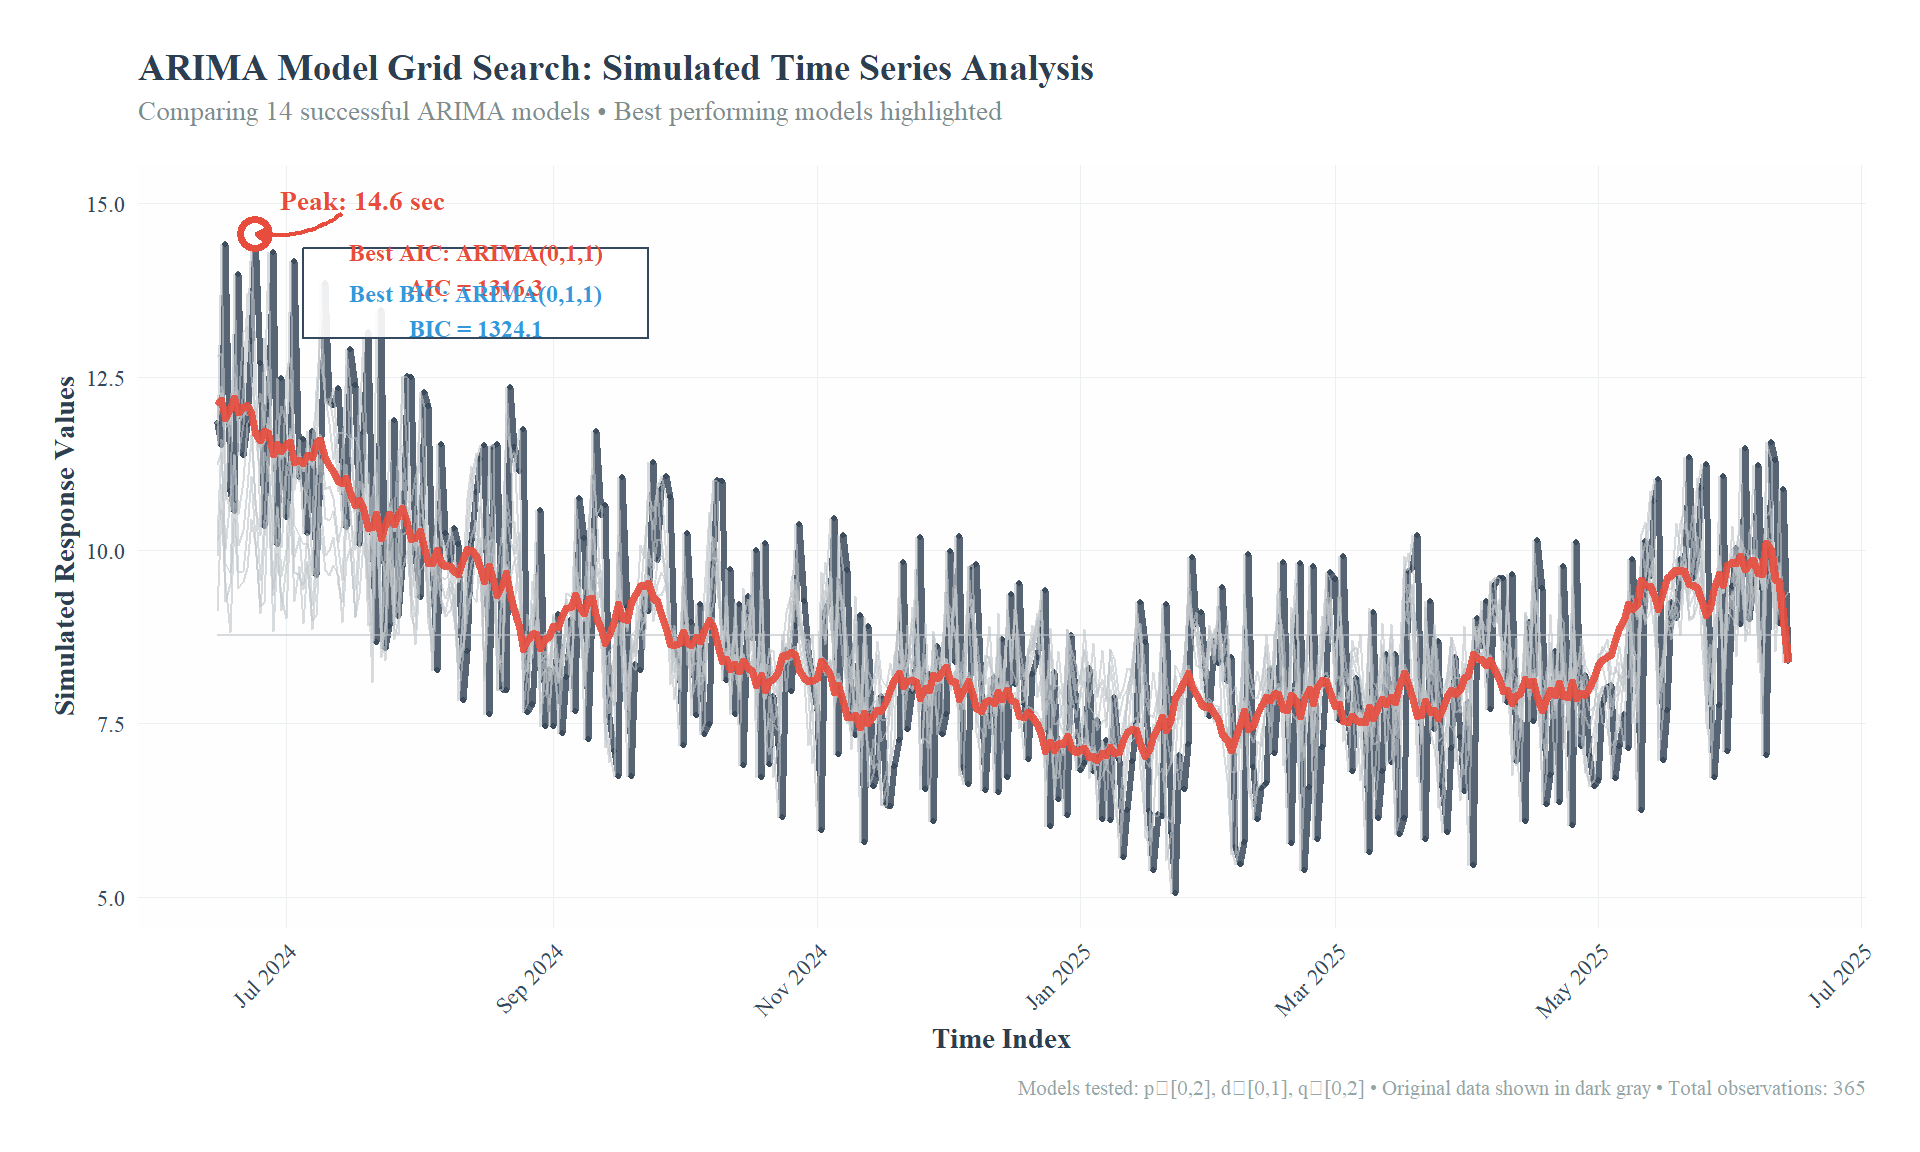 ARIMA Model Grid Search: Simulated Time Series Analysis
Comparing 14 successful ARIMA models • Best performing models highlighted
Peak: 14.6 sec
Best AIC: ARIMA(0,1,1)
AIC = 1316.3
Best BIC: ARIMA(0,1,1)
BIC = 1324.1
Simulated Response Values
15.0
12.5
10.0
7.5
5.0
Jul 2024
Sep 2024
Nov 2024
Jan 2025
Mar 2025
May 2025
Jul 2025
Time Index
Models tested: p□[0,2], d□[0,1], q□[0,2] • Original data shown in dark gray • Total observations: 365